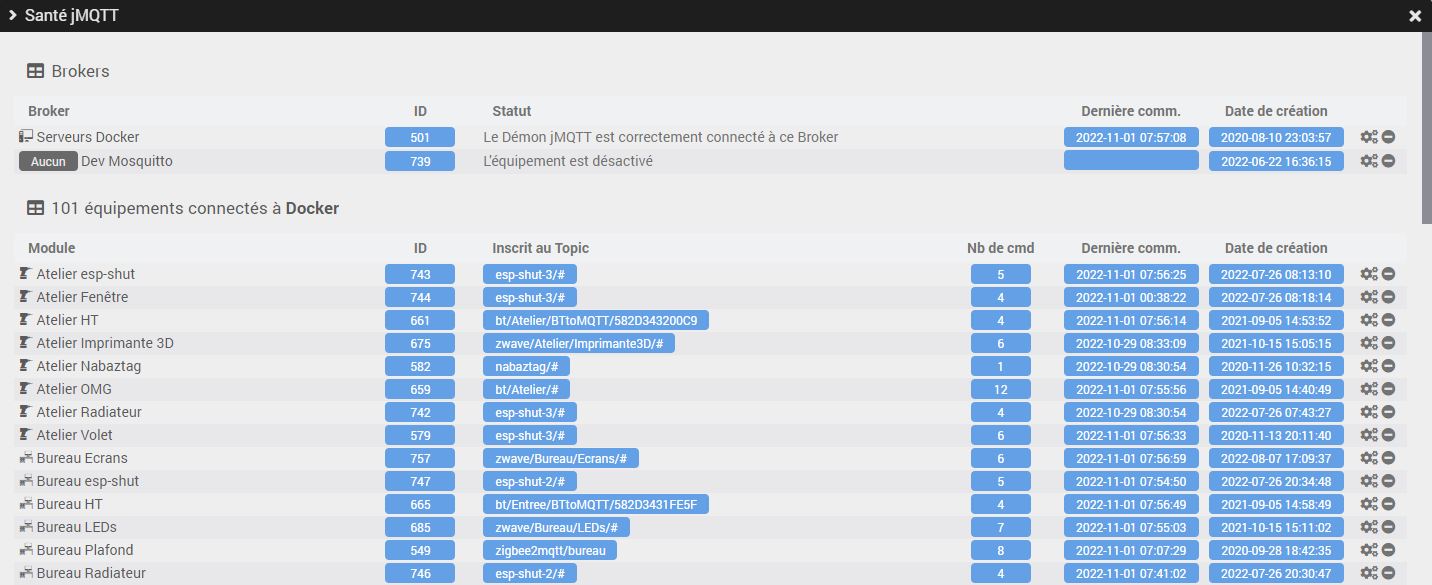 Santé jMQTT
Brokers
Broker ID Statut Dernière comm. Date de création
Serveurs Docker 501 Le Démon jMQTT est correctement connecté à ce Broker 2022-11-01 07:57:08 2020-08-10 23:03:57
Aucun Dev Mosquitto 739 L'équipement est désactivé 2022-06-22 16:36:15
101 équipements connectés à Docker
Module ID Inscrit au Topic Nb de cmd Dernière comm. Date de création
Atelier esp-shut 743 esp-shut-3/# 5 2022-11-01 07:56:25 2022-07-26 08:13:10
Atelier Fenêtre 744 esp-shut-3/# 4 2022-11-01 00:38:22 2022-07-26 08:18:14
Atelier HT 661 bt/Atelier/BTtoMQTT/582D343200C9 4 2022-11-01 07:56:14 2021-09-05 14:53:52
Atelier Imprimante 3D 675 zwave/Atelier/Imprimante3D/# 6 2022-10-29 08:33:09 2021-10-15 15:05:15
Atelier Nabaztag 582 nabaztag/# 1 2022-10-29 08:30:54 2020-11-26 10:32:15
Atelier OMG 659 bt/Atelier/# 12 2022-11-01 07:55:56 2021-09-05 14:40:49
Atelier Radiateur 742 esp-shut-3/# 4 2022-10-29 08:30:54 2022-07-26 07:43:27
Atelier Volet 579 esp-shut-3/# 6 2022-11-01 07:56:33 2020-11-13 20:11:40
Bureau Ecrans 757 zwave/Bureau/Ecrans/# 6 2022-11-01 07:56:59 2022-08-07 17:09:37
Bureau esp-shut 747 esp-shut-2/# 5 2022-11-01 07:54:50 2022-07-26 20:34:48
Bureau HT 665 bt/Entree/BTtoMQTT/582D3431FE5F 4 2022-11-01 07:56:49 2021-09-05 14:58:49
Bureau LEDs 685 zwave/Bureau/LEDs/# 7 2022-11-01 07:55:03 2021-10-15 15:11:02
Bureau Plafond 549 zigbee2mqtt/bureau 8 2022-11-01 07:07:29 2020-09-28 18:42:35
Bureau Radiateur 746 esp-shut-2/# 4 2022-11-01 07:41:02 2022-07-26 20:30:47